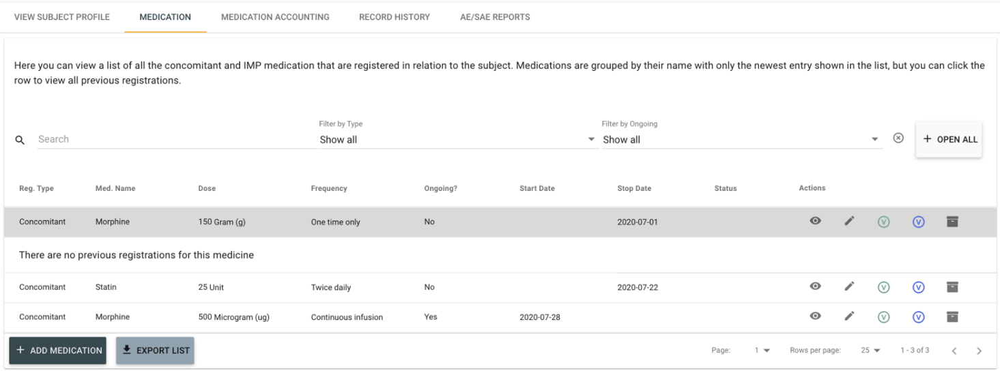 VIEW SUBJECT PROFILE MEDICATION MEDICATION ACCOUNTING RECORD HISTORY AE/SAE REPORTS
Here you can view a list of all the concomitant and IMP medication that are registered in relation to the subject. Medications are grouped by their name with only the newest entry shown in the list, but you can click the
row to view all previous registrations.
Filter by Type Filter by Ongoing
Search Show all Show all + OPEN ALL
Reg. Type Med. Name Dose Frequency Ongoing? Start Date Stop Date Status Actions
Concomitant Morphine 150 Gram (g) One time only No 2020-07-01 V V
There are no previous registrations for this medicine
Concomitant Statin 25 Unit Twice daily No 2020-07-22 V V
Concomitant Morphine 500 Microgram (ug) Continuous infusion Yes 2020-07-28 V V
+ ADD MEDICATION EXPORT LIST Page: 1 Rows per page: 25 1 - 3 of 3